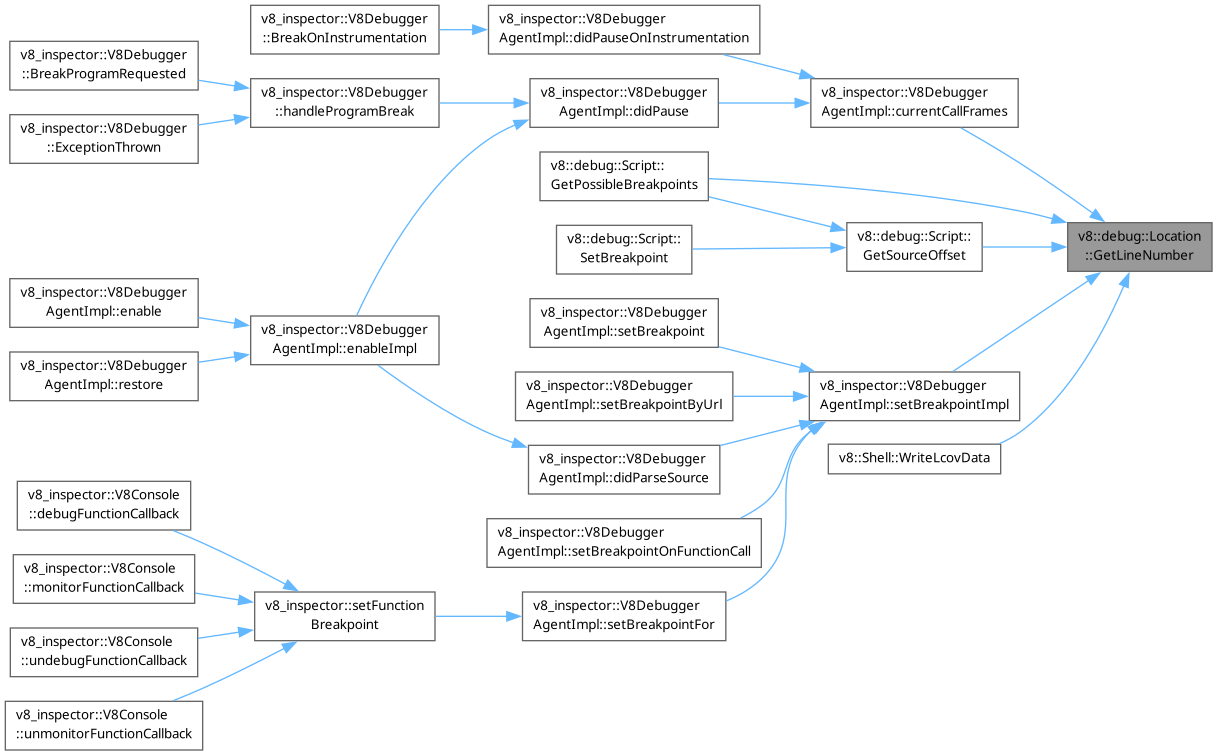 v8_inspector::V8Debugger
::BreakOnInstrumentation
v8_inspector::V8Debugger
AgentImpl::didPauseOnInstrumentation
v8_inspector::V8Debugger
::BreakProgramRequested
v8_inspector::V8Debugger
::handleProgramBreak
v8_inspector::V8Debugger
AgentImpl::didPause
v8_inspector::V8Debugger
AgentImpl::currentCallFrames
v8_inspector::V8Debugger
::ExceptionThrown
v8::debug::Script::
GetPossibleBreakpoints
v8::debug::Script::
SetBreakpoint
v8::debug::Script::
GetSourceOffset
v8::debug::Location
::GetLineNumber
v8_inspector::V8Debugger
AgentImpl::enable
v8_inspector::V8Debugger
AgentImpl::setBreakpoint
v8_inspector::V8Debugger
AgentImpl::enableImpl
v8_inspector::V8Debugger
AgentImpl::restore
v8_inspector::V8Debugger
AgentImpl::setBreakpointByUrl
v8_inspector::V8Debugger
AgentImpl::setBreakpointImpl
v8_inspector::V8Debugger
AgentImpl::didParseSource
v8::Shell::WriteLcovData
v8_inspector::V8Console
::debugFunctionCallback
v8_inspector::V8Debugger
AgentImpl::setBreakpointOnFunctionCall
v8_inspector::V8Console
::monitorFunctionCallback
v8_inspector::setFunction
Breakpoint
v8_inspector::V8Debugger
AgentImpl::setBreakpointFor
v8_inspector::V8Console
::undebugFunctionCallback
v8_inspector::V8Console
::unmonitorFunctionCallback